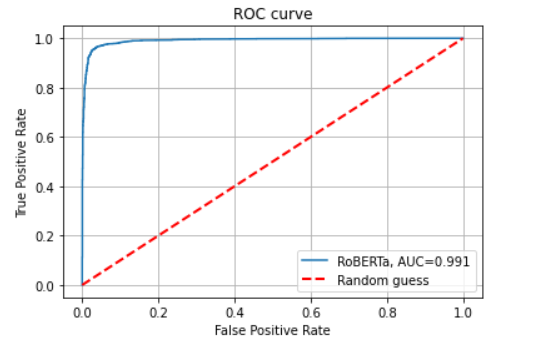 ROC curve
1.0
0.8
0.6
0.4
0.2
0.0
True Positive Rate
RoBERTa, AUC=0.991
Random guess
0.0 0.2 0.4 0.6 0.8 1.0
False Positive Rate